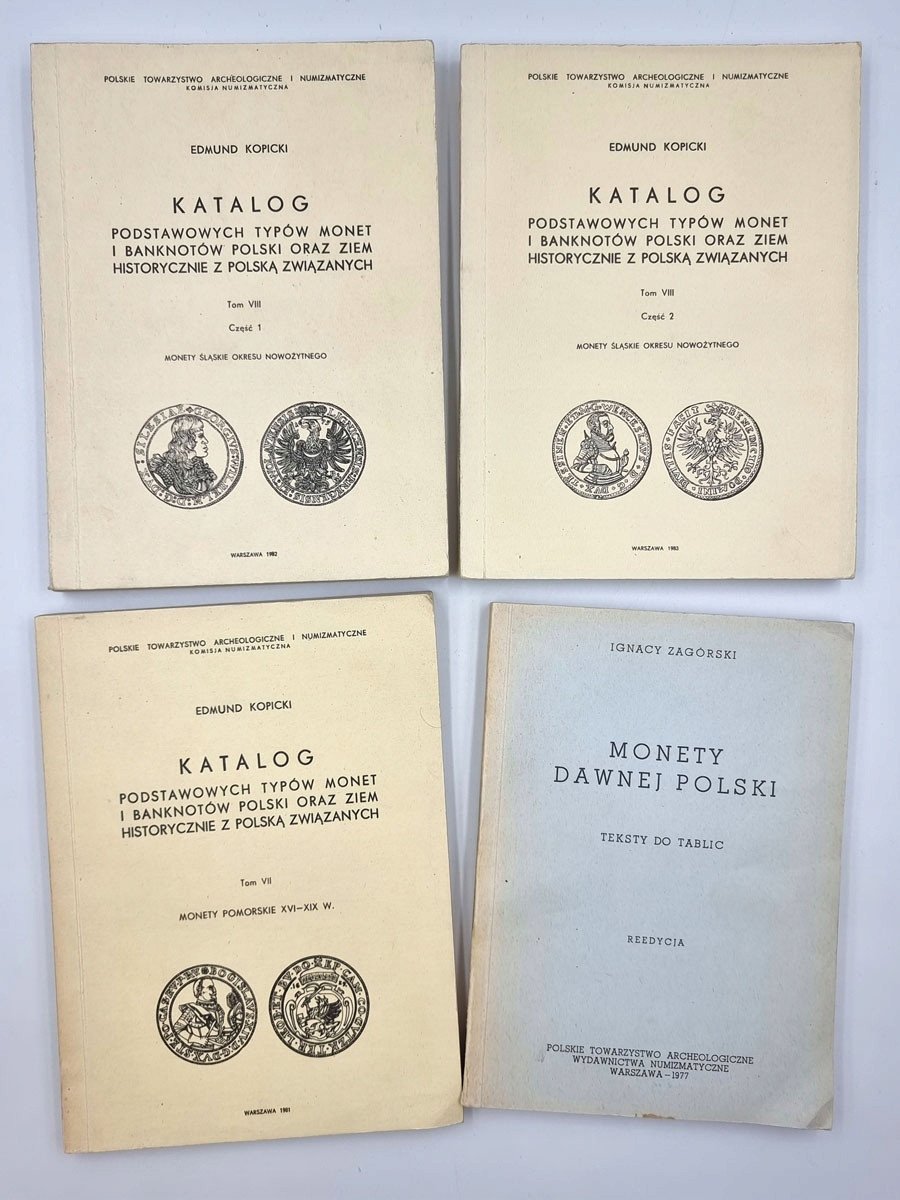 POLSKIE TOWARZYSTWO ARCHEOLOGICZNE I NUMIZMATYCZNE
KOMISJA NUMIZMATYCZNA
EDMUND KOPICKI
KATALOG
PODSTAWOWYCH TYPÓW MONET
I BANKNOTÓW POLSKI ORAZ ZIEM
HISTORYCZNIE Z POLSKĄ ZWIĄZANYCH
Tom VIII
Część 1
MONETY ŚLĄSKIE OKRESU NOWOŻYTNEGO
WARSZAWA 1982
POLSKIE TOWARZYSTWO ARCHEOLOGICZNE I NUMIZMATYCZNE
KOMISJA NUMIZMATYCZNA
EDMUND KOPICKI
KATALOG
PODSTAWOWYCH TYPÓW MONET
I BANKNOTÓW POLSKI ORAZ ZIEM
HISTORYCZNIE Z POLSKĄ ZWIĄZANYCH
Tom VIII
Część 2
MONETY ŚLĄSKIE OKRESU NOWOŻYTNEGO
WARSZAWA 1983
POLSKIE TOWARZYSTWO ARCHEOLOGICZNE I NUMIZMATYCZNE
KOMISJA NUMIZMATYCZNA
EDMUND KOPICKI
KATALOG
PODSTAWOWYCH TYPÓW MONET
I BANKNOTÓW POLSKI ORAZ ZIEM
HISTORYCZNIE Z POLSKĄ ZWIĄZANYCH
Tom VII
MONETY POMORSKIE XVI—XIX W.
WARSZAWA 1981
IGNACY ZAGÓRSKI
MONETY
DAWNEJ POLSKI
TEKSTY DO TABLIC
REEDYCJA
POLSKIE TOWARZYSTWO ARCHEOLOGICZNE
WYDAWNICTWA NUMIZMATYCZNE
WARSZAWA — 1977